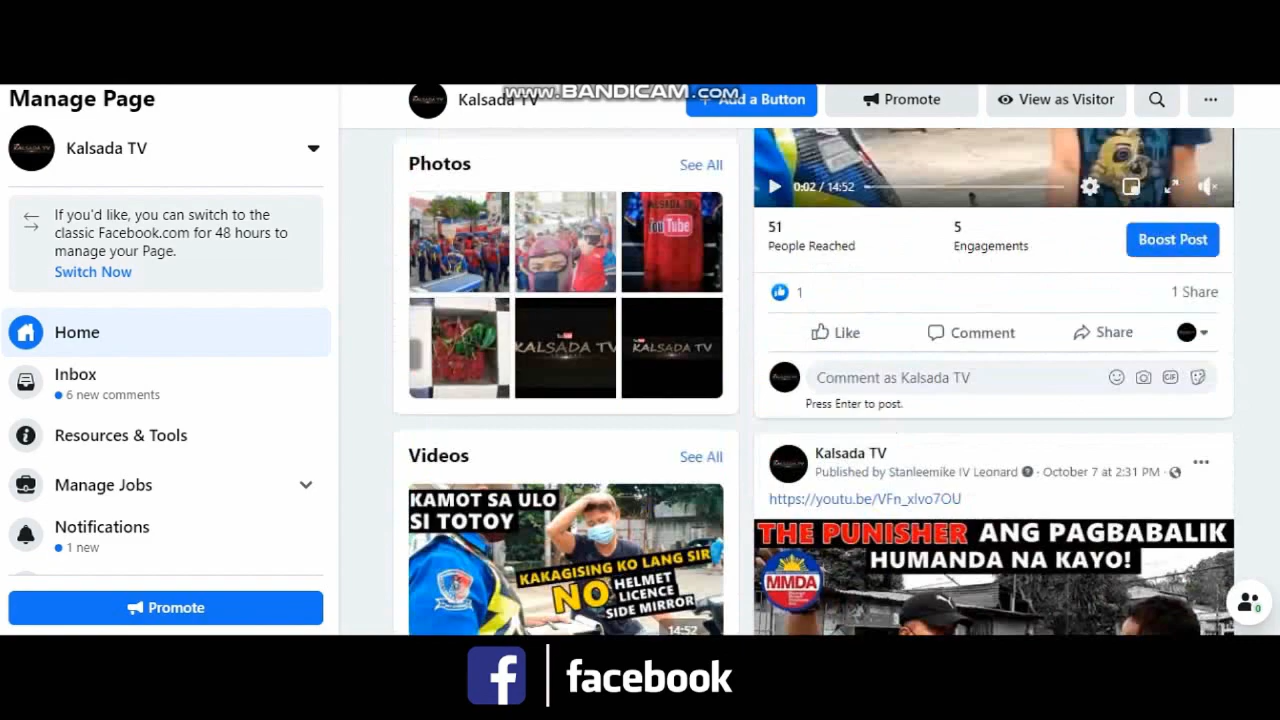 www.BANDICAM.com
Manage Page
Kalsada TV
If you'd like, you can switch to the
classic Facebook.com for 48 hours to
manage your Page.
Switch Now
Home
Inbox
6 new comments
Resources & Tools
Manage Jobs
Notifications
1 new
Promote
Kalsada TV
+ Add a Button
Promote
View as Visitor
Photos
See All
KALSADA TV
YouTube
KALSADA TV
KALSADA TV
Videos
See All
KAMOT SA ULO
SI TOTOY
KAKAGISING KO LANG SIR
NO
HELMET
LICENCE
SIDE MIRROR
14:52
0:02 / 14:52
51
People Reached
5
Engagements
Boost Post
1
1 Share
Like
Comment
Share
Comment as Kalsada TV
GIF
Press Enter to post.
Kalsada TV
Published by Stanleemike IV Leonard · October 7 at 2:31 PM ·
https://youtu.be/VFn_xlvo7OU
THE PUNISHER ANG PAGBABALIK
HUMANDA NA KAYO!
MMDA
0
facebook